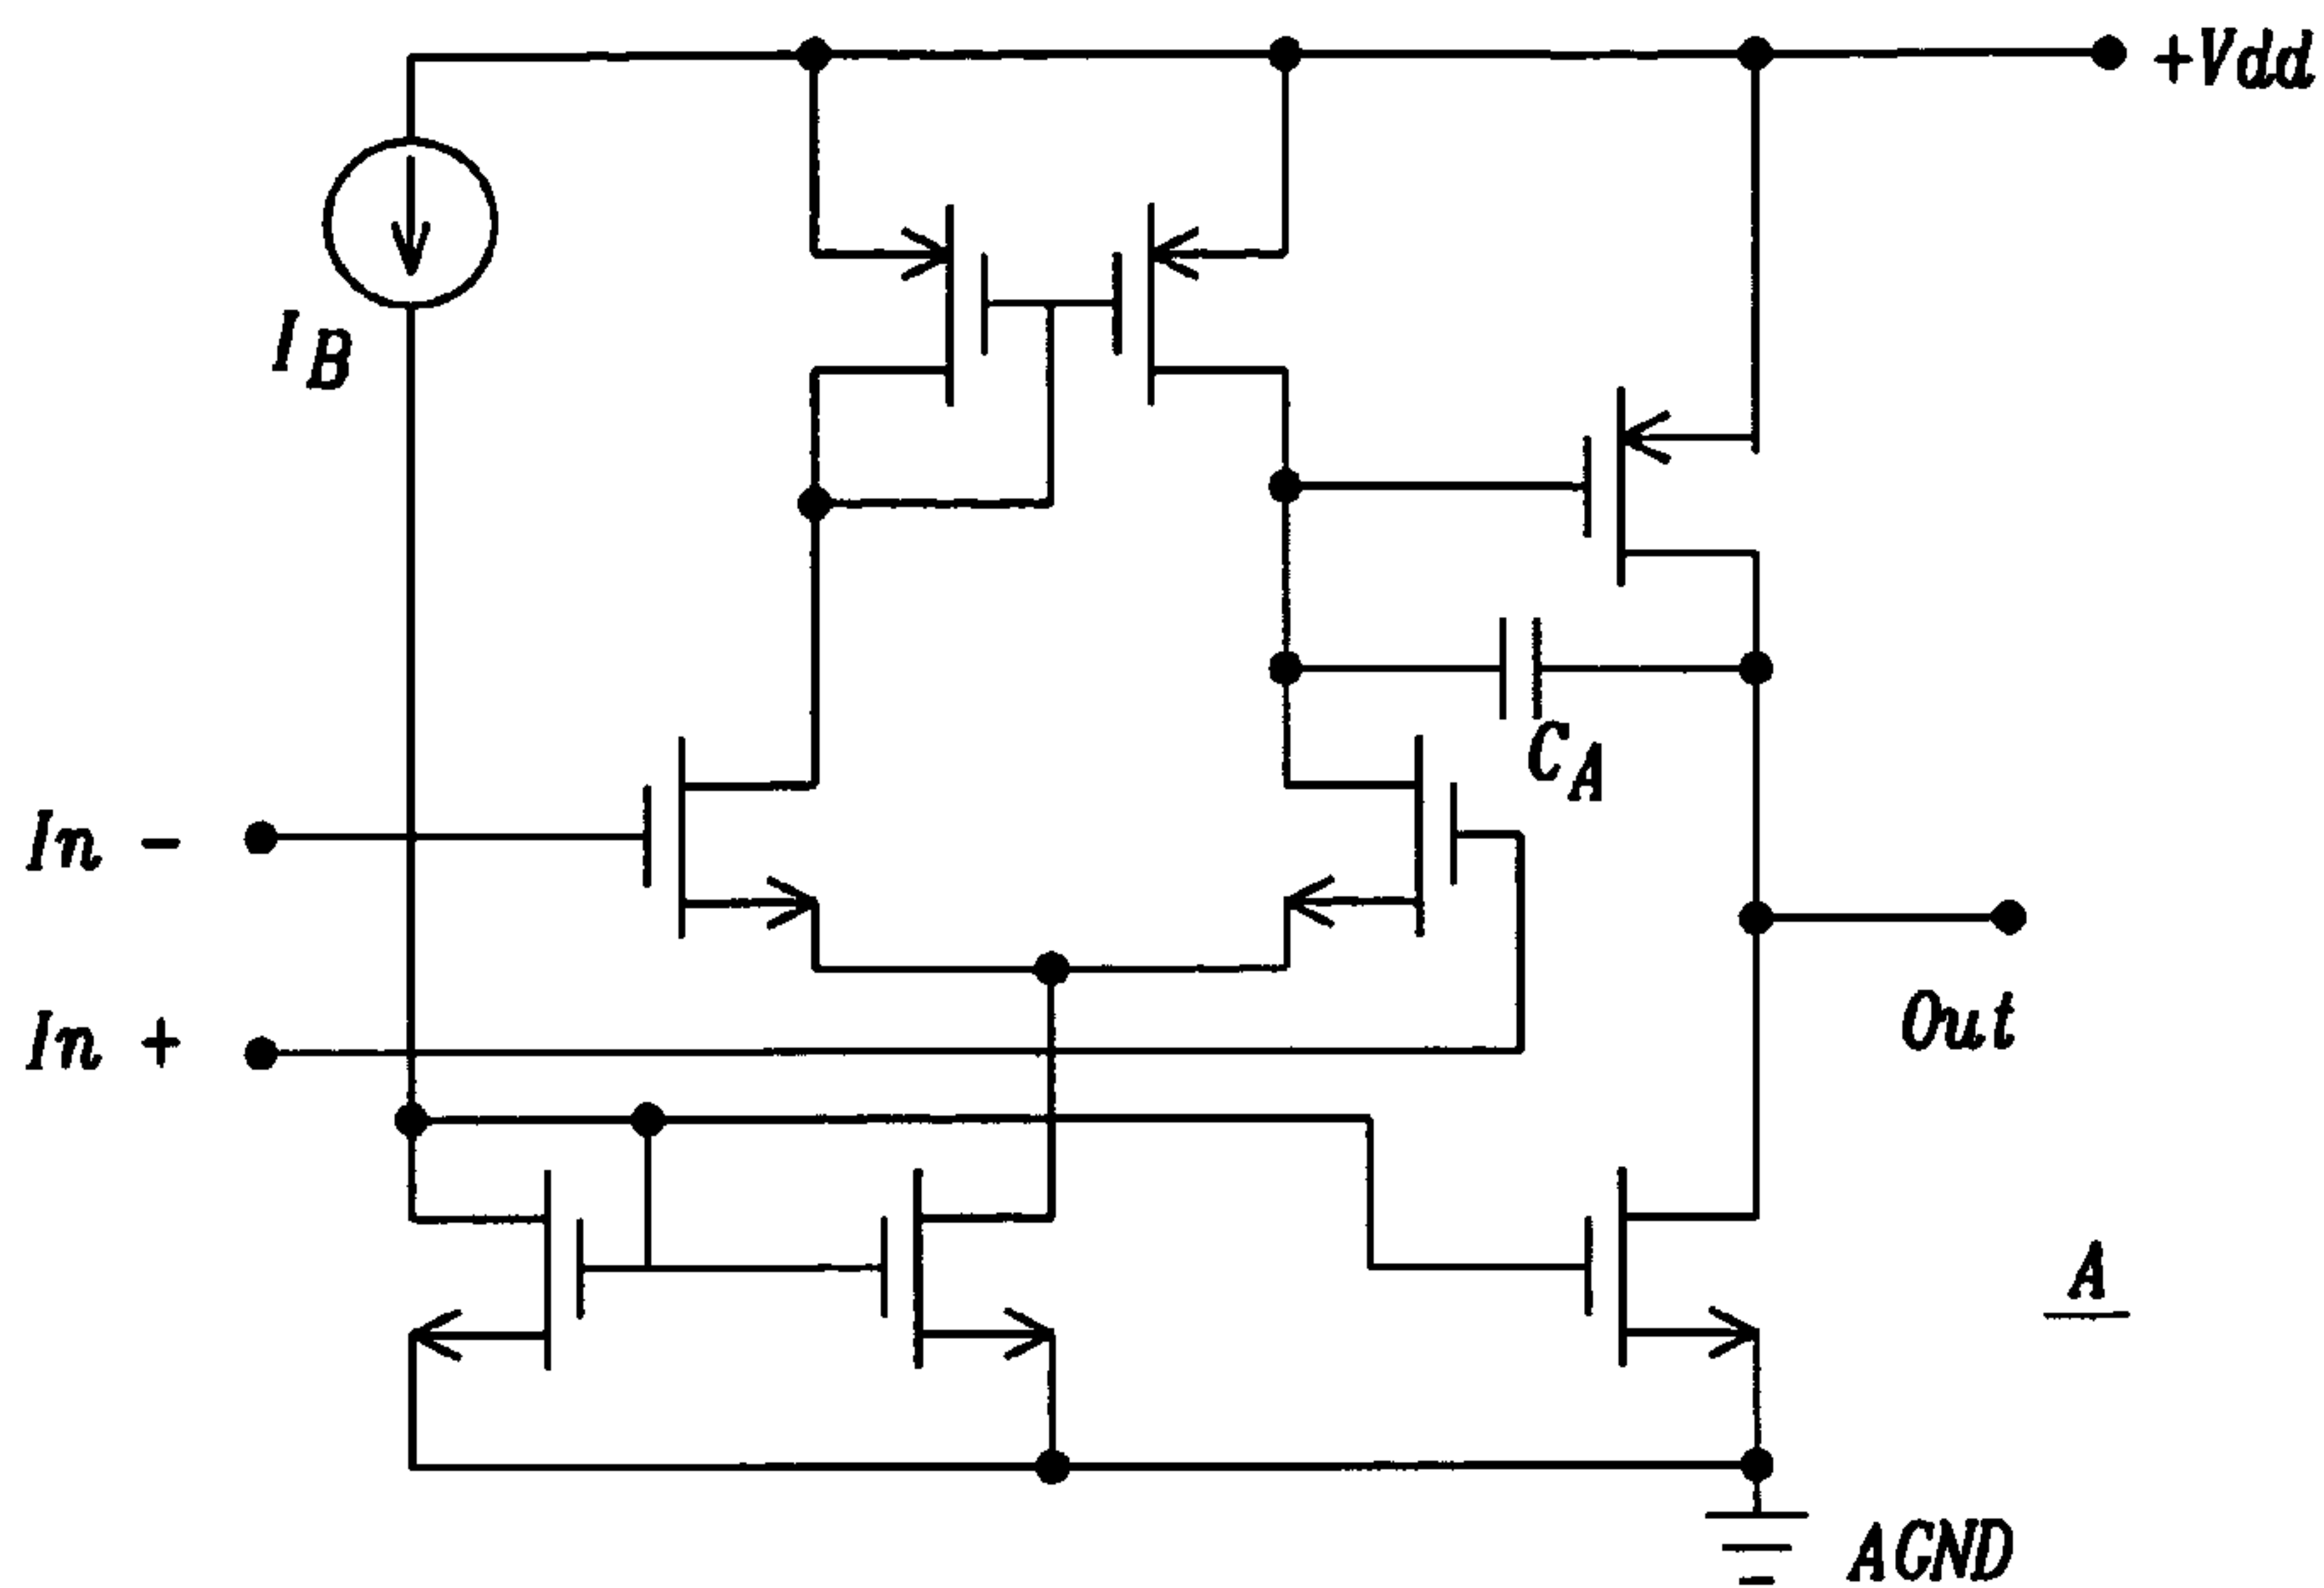 +Vdd
I_B
C_A
In -
In +
Out
A
AGND